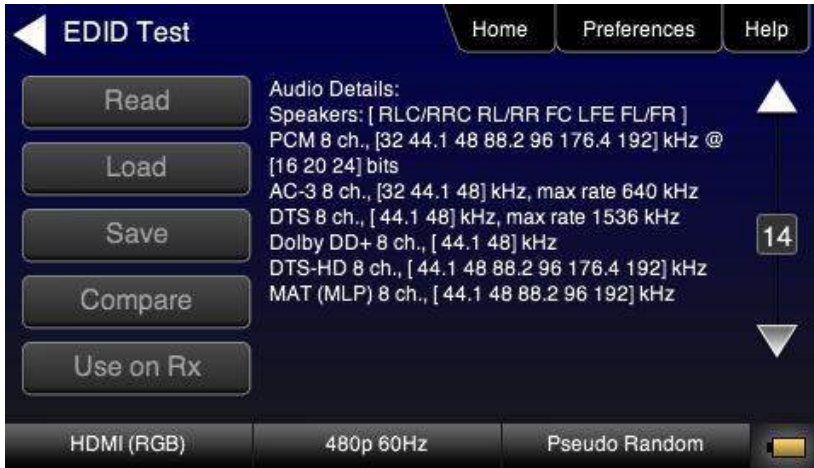 EDID Test
Home
Preferences
Help
Read
Load
Save
Compare
Use on Rx
Audio Details:
Speakers: [ RLC/RRC RL/RR FC LFE FL/FR ]
PCM 8 ch., [32 44.1 48 88.2 96 176.4 192] kHz @
[16 20 24] bits
AC-3 8 ch., [32 44.1 48] kHz, max rate 640 kHz
DTS 8 ch., [ 44.1 48] kHz, max rate 1536 kHz
Dolby DD+ 8 ch., [ 44.1 48] kHz
DTS-HD 8 ch., [ 44.1 48 88.2 96 176.4 192] kHz
MAT (MLP) 8 ch., [ 44.1 48 88.2 96 192] kHz
14
HDMI (RGB)
480p 60Hz
Pseudo Random